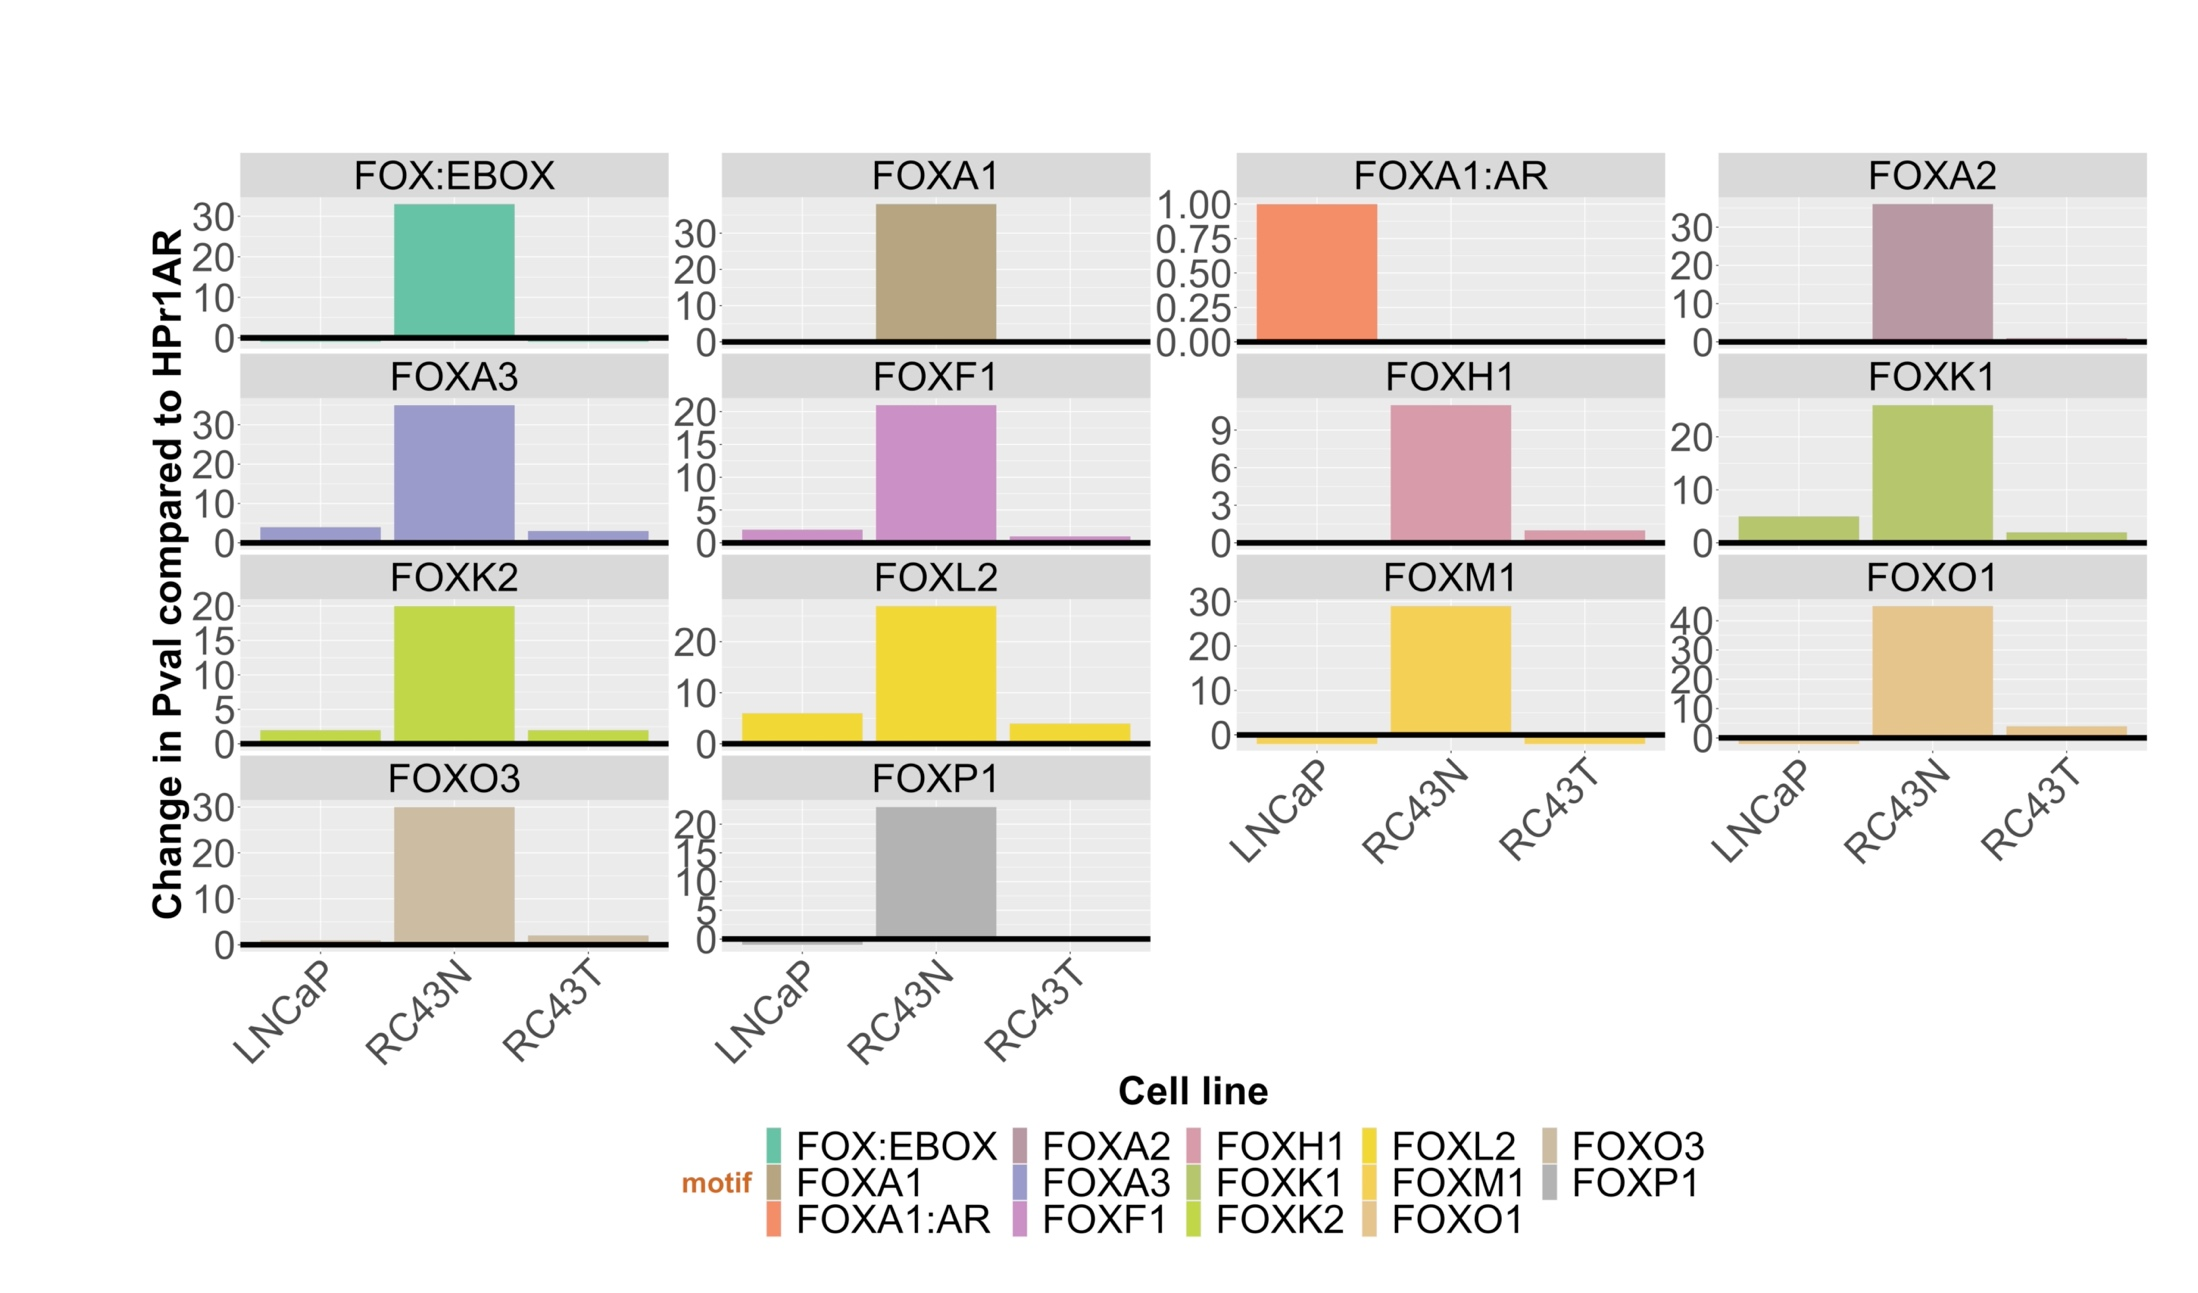 Change in Pval compared to HPr1AR
FOX:EBOX
30
20
10
0
FOXA1
30
20
10
0
FOXA1:AR
1.00
0.75
0.50
0.25
0.00
FOXA2
30
20
10
0
FOXA3
30
20
10
0
FOXF1
20
15
10
5
0
FOXH1
9
6
3
0
FOXK1
20
10
0
FOXK2
20
15
10
5
0
FOXL2
20
10
0
FOXM1
30
20
10
0
LNCaP
RC43N
RC43T
FOXO1
40
30
20
10
0
LNCaP
RC43N
RC43T
FOXO3
30
20
10
0
LNCaP
RC43N
RC43T
FOXP1
20
15
10
5
0
LNCaP
RC43N
RC43T
Cell line
motif
FOX:EBOX
FOXA1
FOXA1:AR
FOXA2
FOXA3
FOXF1
FOXH1
FOXK1
FOXK2
FOXL2
FOXM1
FOXO1
FOXO3
FOXP1